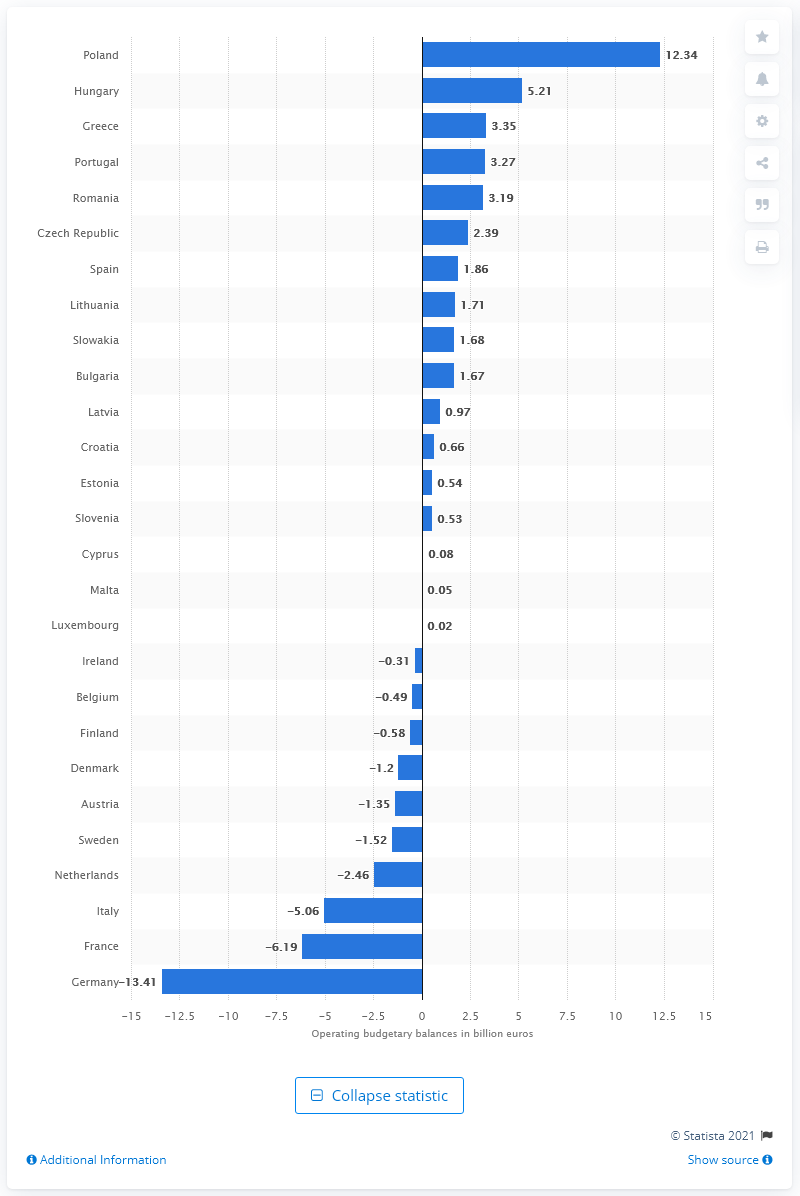 Poland 12.34
Hungary 5.21
Greece 3.35
Portugal 3.27
Romania 3.19
Czech Republic 2.39
Spain 1.86
Lithuania 1.71
Slowakia 1.68
Bulgaria 1.67
Latvia 0.97
Croatia 0.66
Estonia 0.54
Slovenia 0.53
Cyprus 0.08
Malta 0.05
Luxembourg 0.02
Ireland −0.31
Belgium −0.49
Finland −0.58
Denmark −1.2
Austria −1.35
Sweden −1.52
Netherlands −2.46
Italy −5.06
France −6.19
Germany −13.41
−15 −12.5 −10 −7.5 −5 −2.5 0 2.5 5 7.5 10 12.5 15
Operating budgetary balances in billion euros
Collapse statistic
© Statista 2021
Additional Information Show source